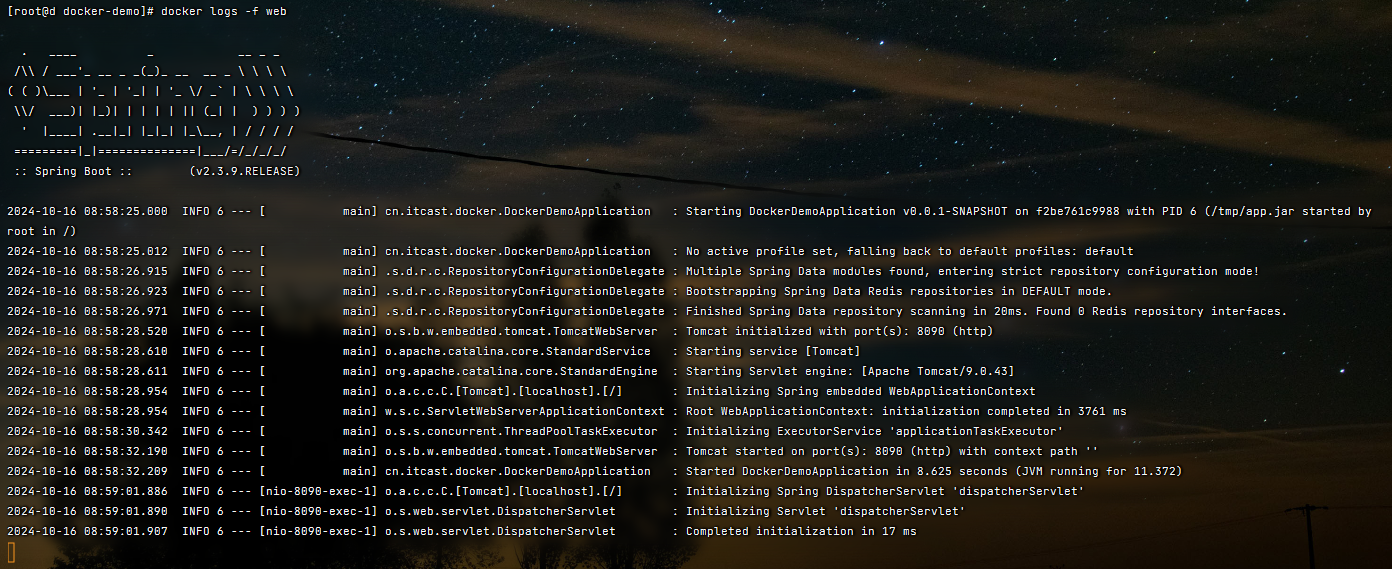 [root@d docker-demo]# docker logs -f web
  .   ____          _            __ _ _
 /\\ / ___'_ __ _ _(_)_ __  __ _ \ \ \ \
( ( )\___ | '_ | '_| | '_ \/ _` | \ \ \ \
 \\/  ___)| |_)| | | | | || (_| |  ) ) ) )
  '  |____| .__|_| |_|_| |_\__, | / / / /
 =========|_|==============|___/=/_/_/_/
 :: Spring Boot ::        (v2.3.9.RELEASE)
2024-10-16 08:58:25.000  INFO 6 --- [           main] cn.itcast.docker.DockerDemoApplication   : Starting DockerDemoApplication v0.0.1-SNAPSHOT on f2be761c9988 with PID 6 (/tmp/app.jar started by
root in /)
2024-10-16 08:58:25.012  INFO 6 --- [           main] cn.itcast.docker.DockerDemoApplication   : No active profile set, falling back to default profiles: default
2024-10-16 08:58:26.915  INFO 6 --- [           main] .s.d.r.c.RepositoryConfigurationDelegate : Multiple Spring Data modules found, entering strict repository configuration mode!
2024-10-16 08:58:26.923  INFO 6 --- [           main] .s.d.r.c.RepositoryConfigurationDelegate : Bootstrapping Spring Data Redis repositories in DEFAULT mode.
2024-10-16 08:58:26.971  INFO 6 --- [           main] .s.d.r.c.RepositoryConfigurationDelegate : Finished Spring Data repository scanning in 20ms. Found 0 Redis repository interfaces.
2024-10-16 08:58:28.520  INFO 6 --- [           main] o.s.b.w.embedded.tomcat.TomcatWebServer  : Tomcat initialized with port(s): 8090 (http)
2024-10-16 08:58:28.610  INFO 6 --- [           main] o.apache.catalina.core.StandardService   : Starting service [Tomcat]
2024-10-16 08:58:28.611  INFO 6 --- [           main] org.apache.catalina.core.StandardEngine  : Starting Servlet engine: [Apache Tomcat/9.0.43]
2024-10-16 08:58:28.954  INFO 6 --- [           main] o.a.c.c.C.[Tomcat].[localhost].[/]       : Initializing Spring embedded WebApplicationContext
2024-10-16 08:58:28.954  INFO 6 --- [           main] w.s.c.ServletWebServerApplicationContext : Root WebApplicationContext: initialization completed in 3761 ms
2024-10-16 08:58:30.342  INFO 6 --- [           main] o.s.s.concurrent.ThreadPoolTaskExecutor  : Initializing ExecutorService 'applicationTaskExecutor'
2024-10-16 08:58:32.190  INFO 6 --- [           main] o.s.b.w.embedded.tomcat.TomcatWebServer  : Tomcat started on port(s): 8090 (http) with context path ''
2024-10-16 08:58:32.209  INFO 6 --- [           main] cn.itcast.docker.DockerDemoApplication   : Started DockerDemoApplication in 8.625 seconds (JVM running for 11.372)
2024-10-16 08:59:01.886  INFO 6 --- [nio-8090-exec-1] o.a.c.c.C.[Tomcat].[localhost].[/]       : Initializing Spring DispatcherServlet 'dispatcherServlet'
2024-10-16 08:59:01.890  INFO 6 --- [nio-8090-exec-1] o.s.web.servlet.DispatcherServlet        : Initializing Servlet 'dispatcherServlet'
2024-10-16 08:59:01.907  INFO 6 --- [nio-8090-exec-1] o.s.web.servlet.DispatcherServlet        : Completed initialization in 17 ms